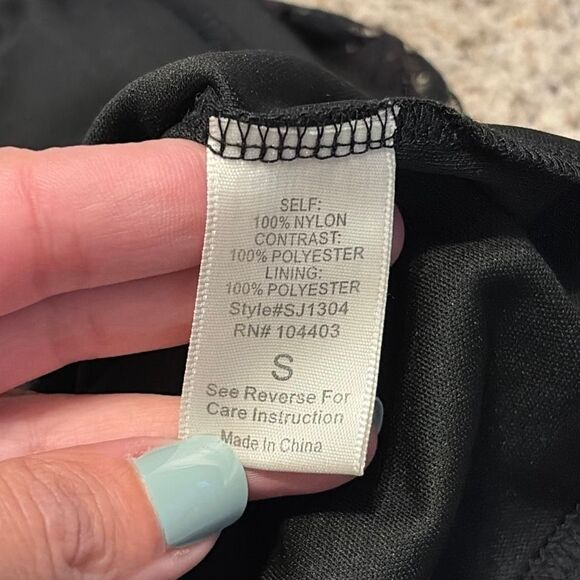 SELF:
100% NYLON
CONTRAST:
100% POLYESTER
LINING:
100% POLYESTER
Style#SJ1304
RN# 104403
S
See Reverse For
Care Instruction
Made in China